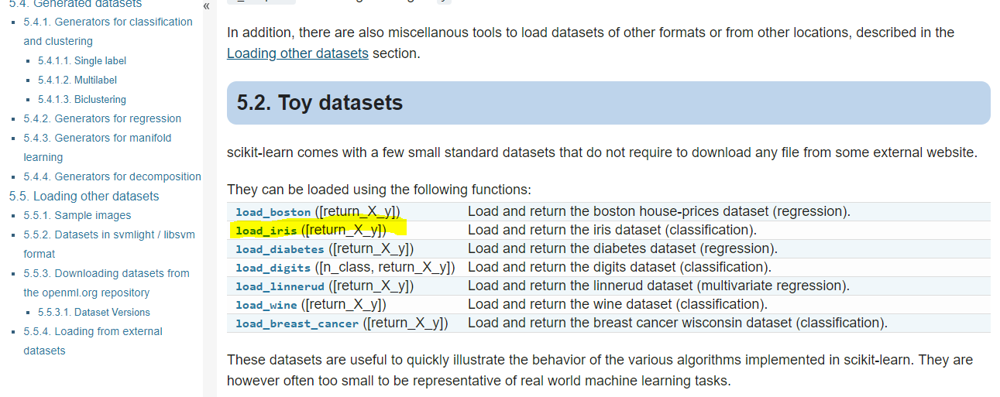 5.4. Generated datasets
5.4.1. Generators for classification
and clustering
5.4.1.1. Single label
5.4.1.2. Multilabel
5.4.1.3. Biclustering
5.4.2. Generators for regression
5.4.3. Generators for manifold
learning
5.4.4. Generators for decomposition
5.5. Loading other datasets
5.5.1. Sample images
5.5.2. Datasets in svmlight / libsvm
format
5.5.3. Downloading datasets from
the openml.org repository
5.5.3.1. Dataset Versions
5.5.4. Loading from external
datasets
«
In addition, there are also miscellanous tools to load datasets of other formats or from other locations, described in the
Loading other datasets section.
5.2. Toy datasets
scikit-learn comes with a few small standard datasets that do not require to download any file from some external website.
They can be loaded using the following functions:
load_boston ([return_X_y]) Load and return the boston house-prices dataset (regression).
load_iris ([return_X_y]) Load and return the iris dataset (classification).
load_diabetes ([return_X_y]) Load and return the diabetes dataset (regression).
load_digits ([n_class, return_X_y]) Load and return the digits dataset (classification).
load_linnerud ([return_X_y]) Load and return the linnerud dataset (multivariate regression).
load_wine ([return_X_y]) Load and return the wine dataset (classification).
load_breast_cancer ([return_X_y]) Load and return the breast cancer wisconsin dataset (classification).
These datasets are useful to quickly illustrate the behavior of the various algorithms implemented in scikit-learn. They are
however often too small to be representative of real world machine learning tasks.